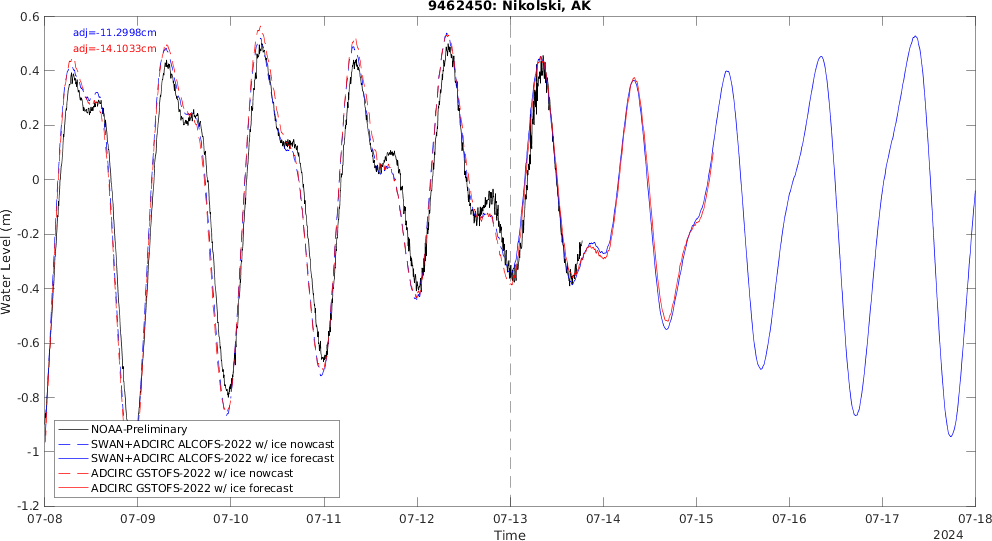 9462450: Nikolski, AK
adj=-11.2998cm
adj=-14.1033cm
0.6
0.4
0.2
0
-0.2
-0.4
-0.6
-0.8
-1
-1.2
Water Level (m)
NOAA-Preliminary
SWAN+ADCIRC ALCOFS-2022 w/ ice nowcast
SWAN+ADCIRC ALCOFS-2022 w/ ice forecast
ADCIRC GSTOFS-2022 w/ ice nowcast
ADCIRC GSTOFS-2022 w/ ice forecast
07-08 07-09 07-10 07-11 07-12 07-13 07-14 07-15 07-16 07-17 07-18
Time
2024